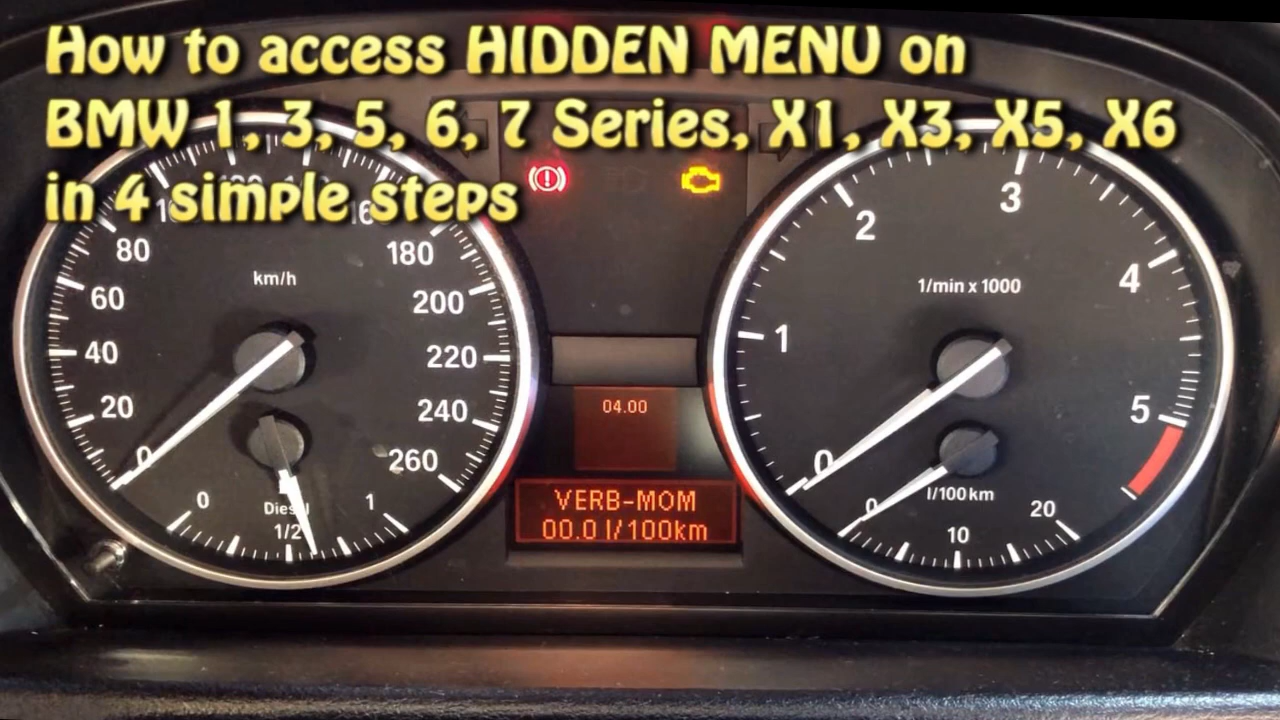 How to access HIDDEN MENU on
BMW 1, 3, 5, 6, 7 Series, X1, X3, X5, X6
in 4 simple steps
80
60
40
20
0
km/h
180
200
220
240
260
0
Diesel
1/2
1
04.00
VERB-MOM
00.0 l/100km
0
1
2
3
4
5
1/min x 1000
0
l/100km
10
20